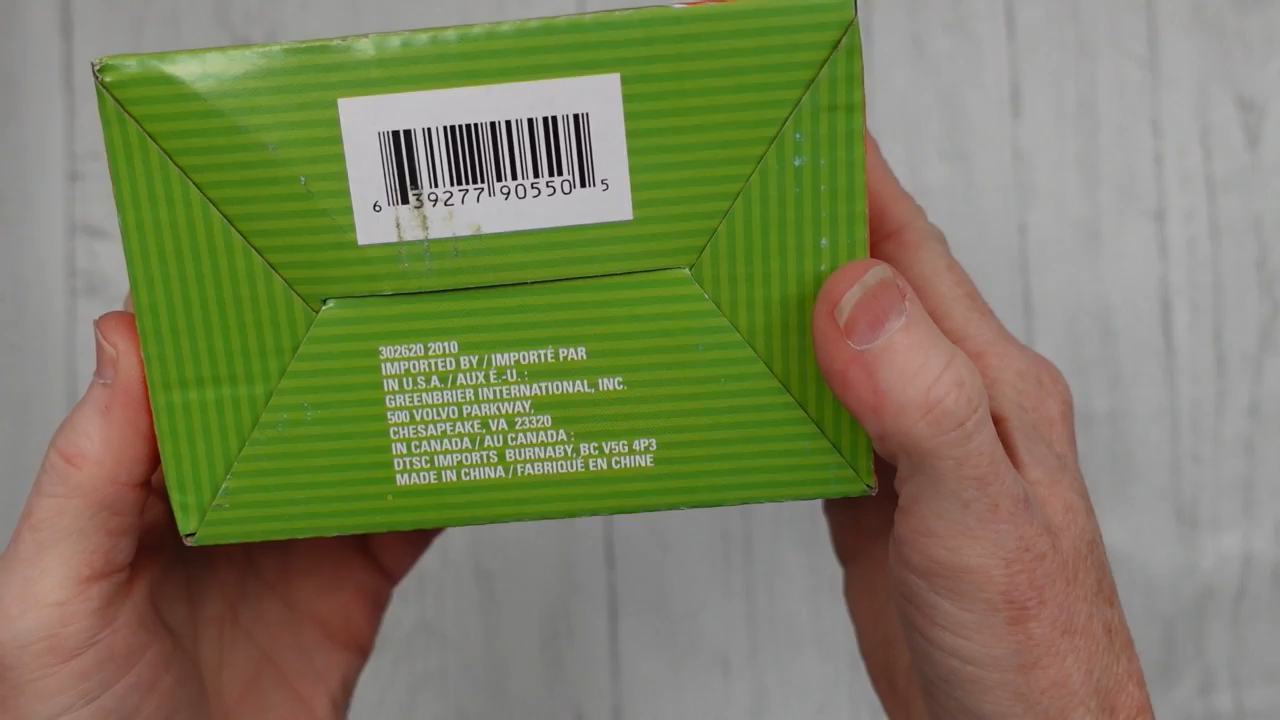 6 39277 90550 5
302620 2010
IMPORTED BY / IMPORTÉ PAR
IN U.S.A. / AUX É.-U. :
GREENBRIER INTERNATIONAL, INC.
500 VOLVO PARKWAY,
CHESAPEAKE, VA 23320
IN CANADA / AU CANADA :
DTSC IMPORTS BURNABY, BC V5G 4P3
MADE IN CHINA / FABRIQUÉ EN CHINE